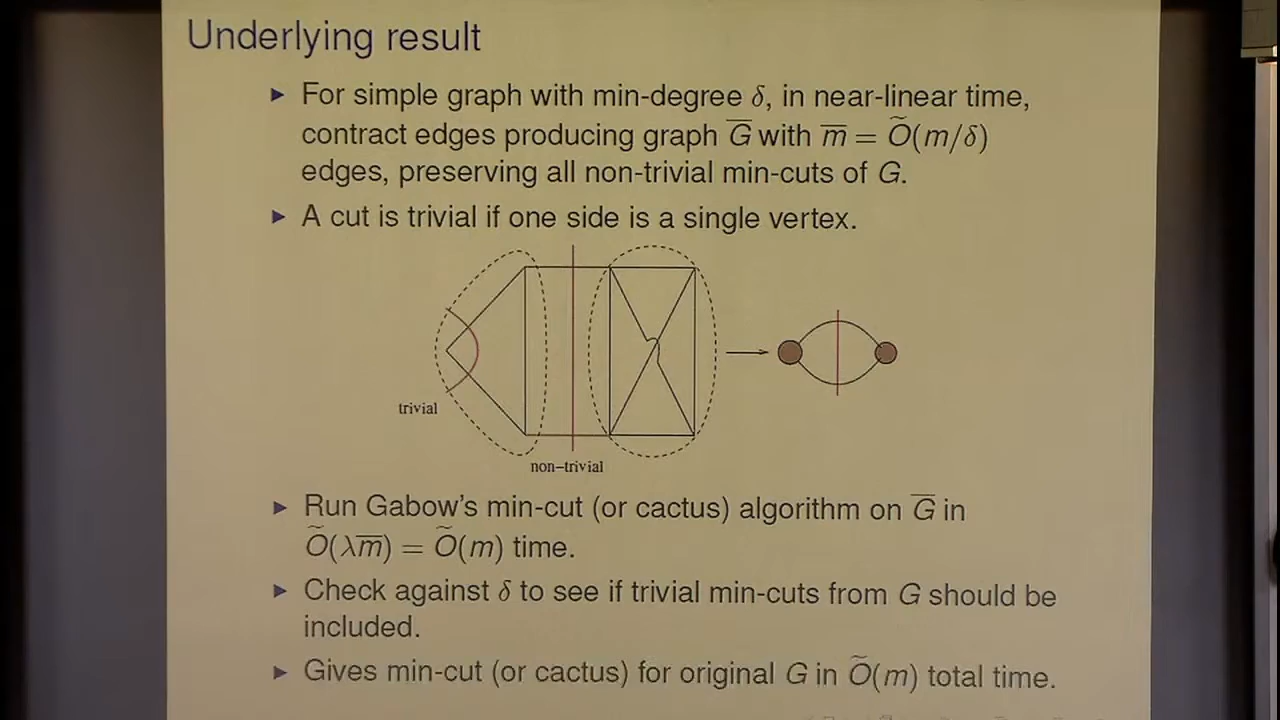 Underlying result
▶ For simple graph with min-degree δ, in near-linear time,
contract edges producing graph G̅ with m̅ = Õ(m/δ)
edges, preserving all non-trivial min-cuts of G.
▶ A cut is trivial if one side is a single vertex.
trivial
non−trivial
▶ Run Gabow's min-cut (or cactus) algorithm on G̅ in
Õ(λm̅) = Õ(m) time.
▶ Check against δ to see if trivial min-cuts from G should be
included.
▶ Gives min-cut (or cactus) for original G in Õ(m) total time.